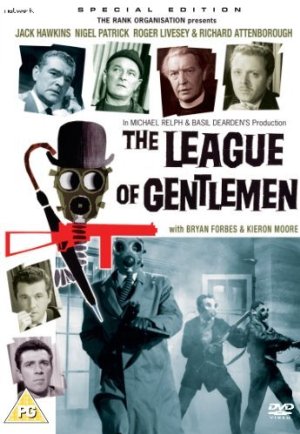 network
SPECIAL EDITION
THE RANK ORGANISATION presents
JACK HAWKINS NIGEL PATRICK ROGER LIVESEY & RICHARD ATTENBOROUGH
In MICHAEL RELPH & BASIL DEARDEN'S Production
THE LEAGUE
OF GENTLEMEN
with BRYAN FORBES & KIERON MOORE
PG
DVD
VIDEO